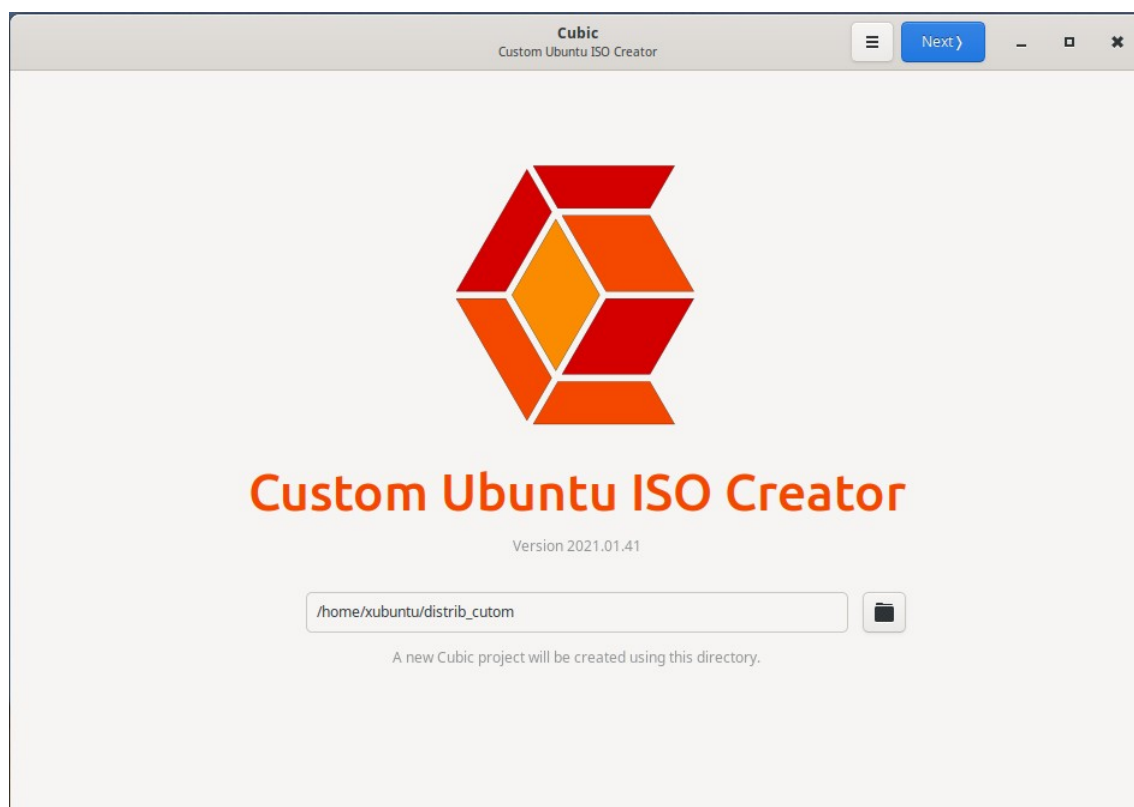 Cubic
Custom Ubuntu ISO Creator
Next❭
Custom Ubuntu ISO Creator
Version 2021.01.41
/home/xubuntu/distrib_cutom
A new Cubic project will be created using this directory.